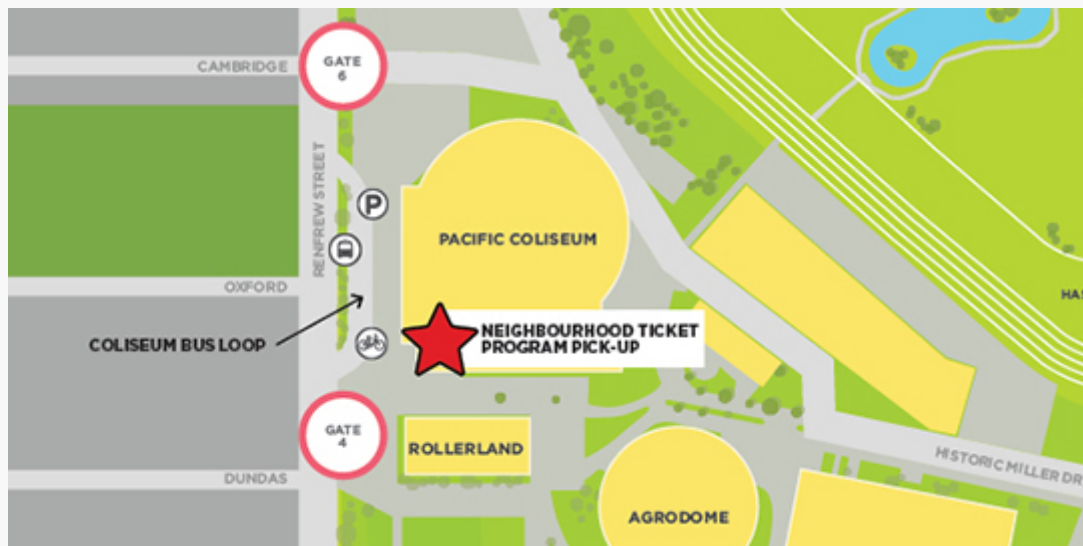 CAMBRIDGE
GATE
6
RENFREW STREET
P
PACIFIC COLISEUM
OXFORD
HAS
COLISEUM BUS LOOP
NEIGHBOURHOOD TICKET
PROGRAM PICK-UP
GATE
4
ROLLERLAND
DUNDAS
HISTORIC MILLER DR
AGRODOME